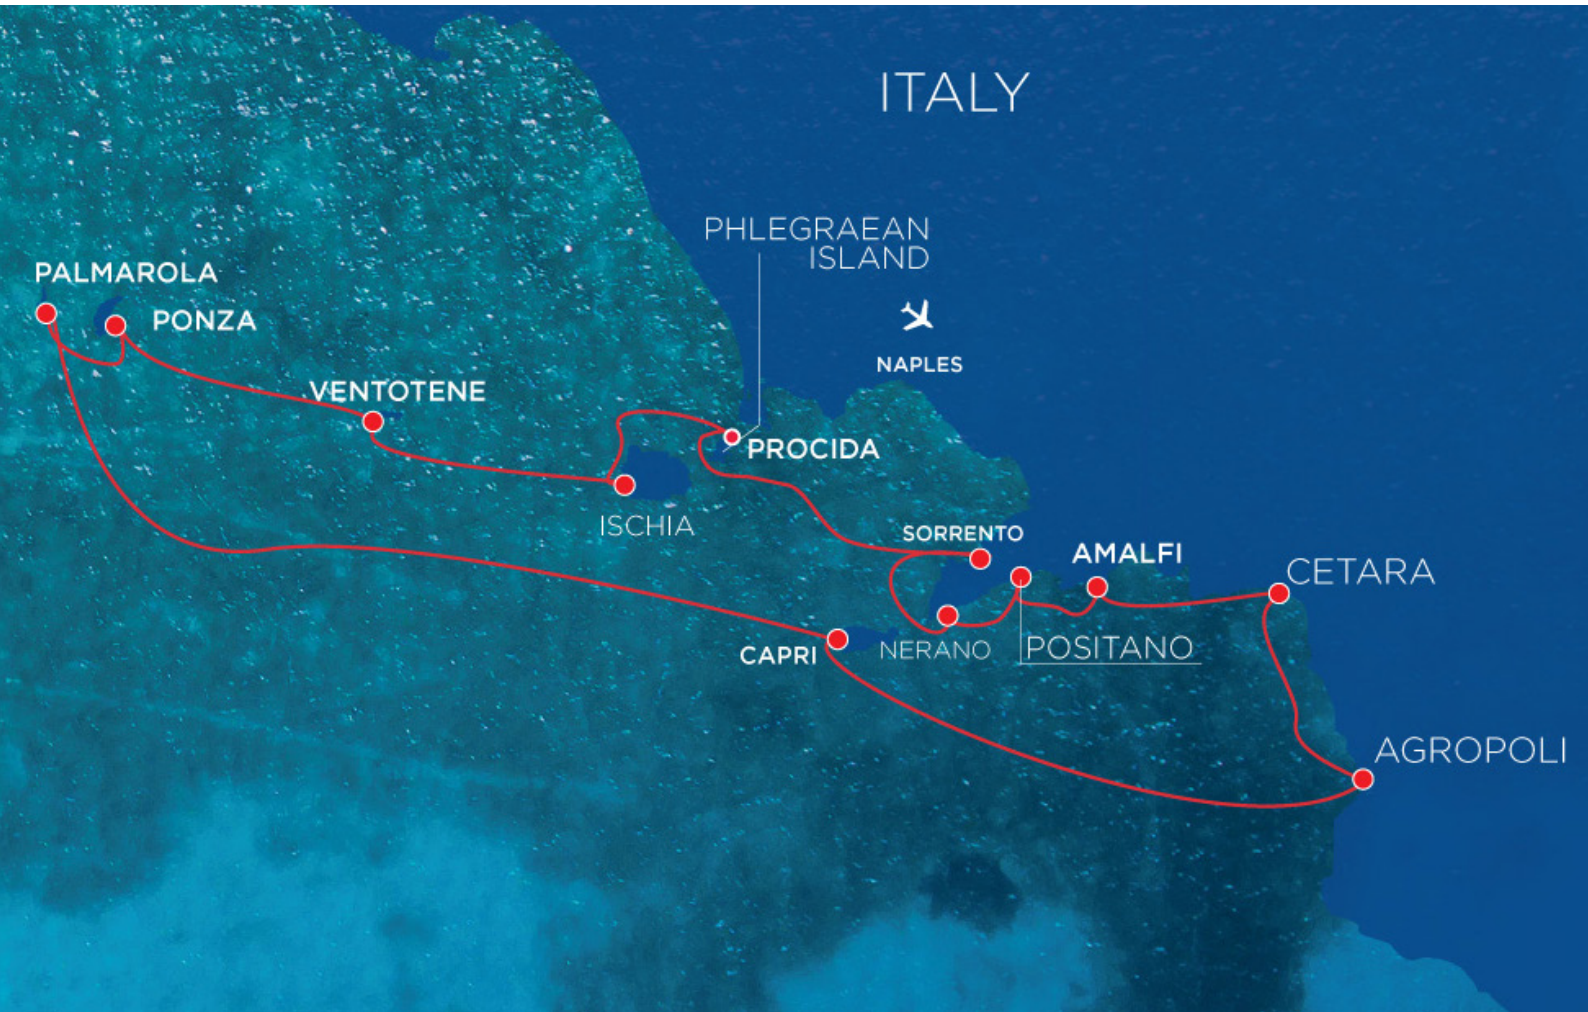 ITALY
PHLEGRAEAN
ISLAND
PALMAROLA
PONZA
NAPLES
VENTOTENE
PROCIDA
ISCHIA
SORRENTO
AMALFI
CETARA
CAPRI
NERANO
POSITANO
AGROPOLI